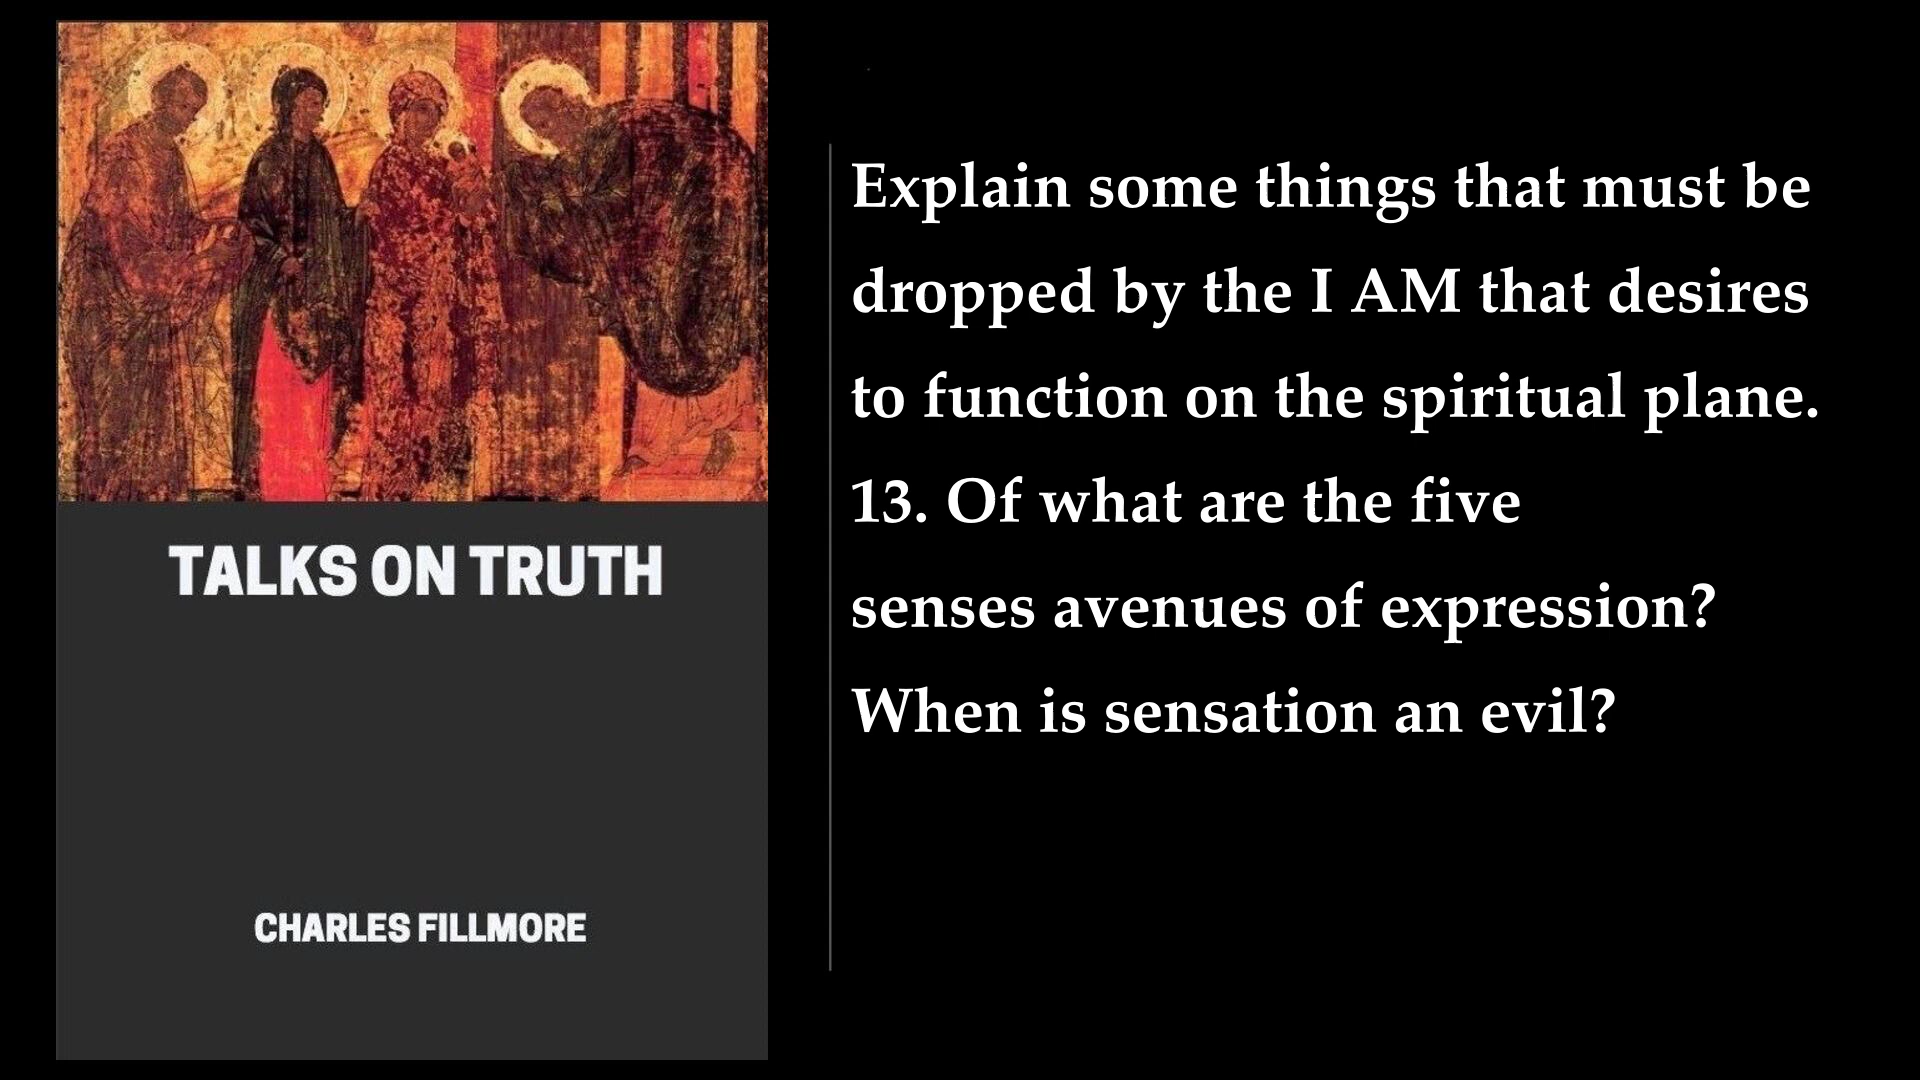 TALKS ON TRUTH
CHARLES FILLMORE
Explain some things that must be
dropped by the I AM that desires
to function on the spiritual plane.
13. Of what are the five
senses avenues of expression?
When is sensation an evil?